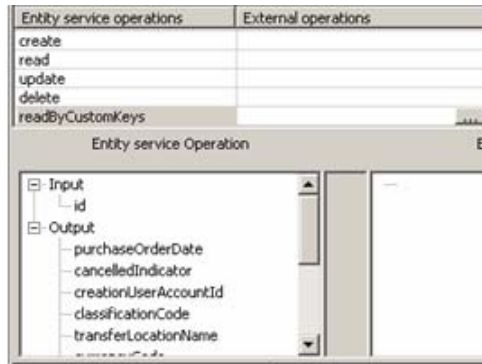 Entity service operations External operations
create
read
update
delete
readByCustomKeys ...
Entity service Operation E
Input
id
Output
purchaseOrderDate
cancelledIndicator
creationUserAccountId
classificationCode
transferLocationName